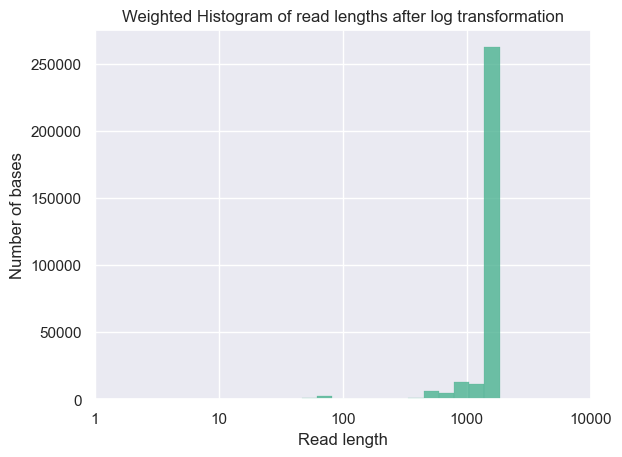 Weighted Histogram of read lengths after log transformation
250000
200000
150000
100000
50000
0
Number of bases
1 10 100 1000 10000
Read length